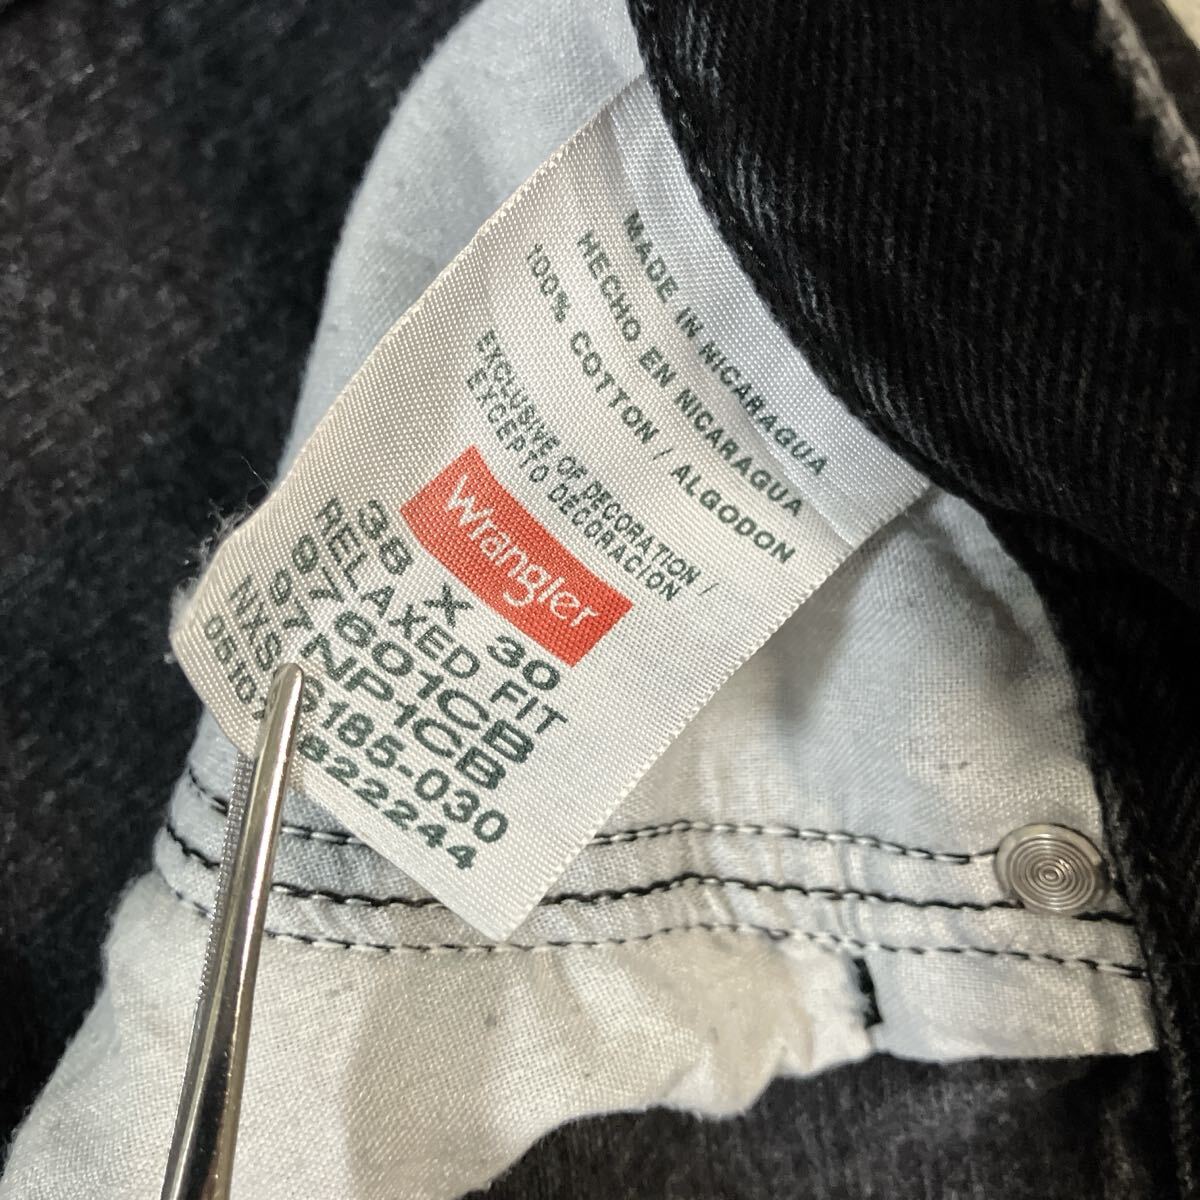 MADE IN NICARAGUA
HECHO EN NICARAGUA
100% COTTON / ALGODON
EXCLUSIVE OF DECORATION /
EXCEPTO DECORACION
Wrangler
38 X 30
RELAXED FIT
97601CB
97NP1CB
185-030
B22244